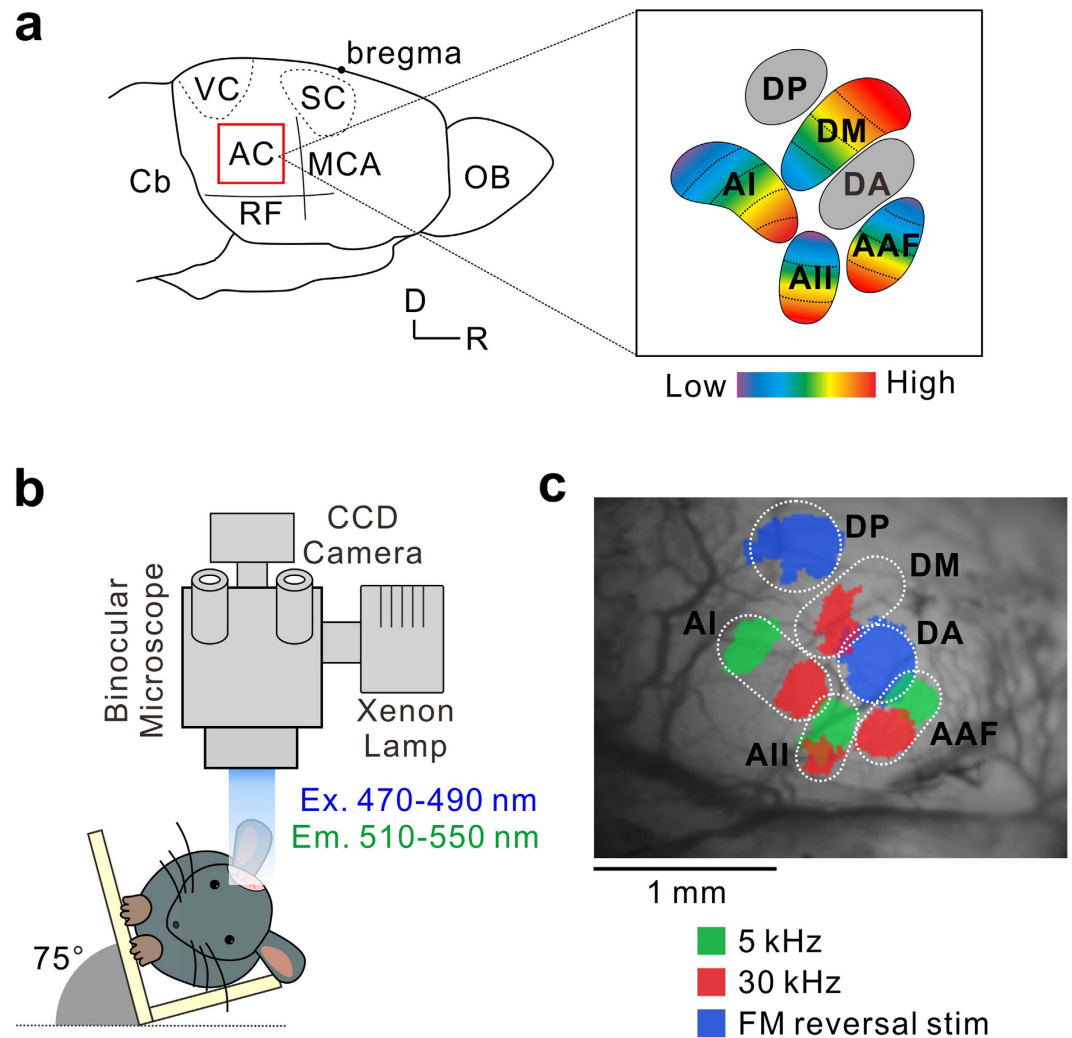 a
bregma
VC
SC
AC
MCA
Cb
OB
RF
D
R
DP
DM
AI
DA
AAF
AII
Low
High
b
CCD
Camera
Binocular
Microscope
Xenon
Lamp
Ex. 470-490 nm
Em. 510-550 nm
75°
c
DP
DM
AI
DA
AII
AAF
1 mm
5 kHz
30 kHz
FM reversal stim